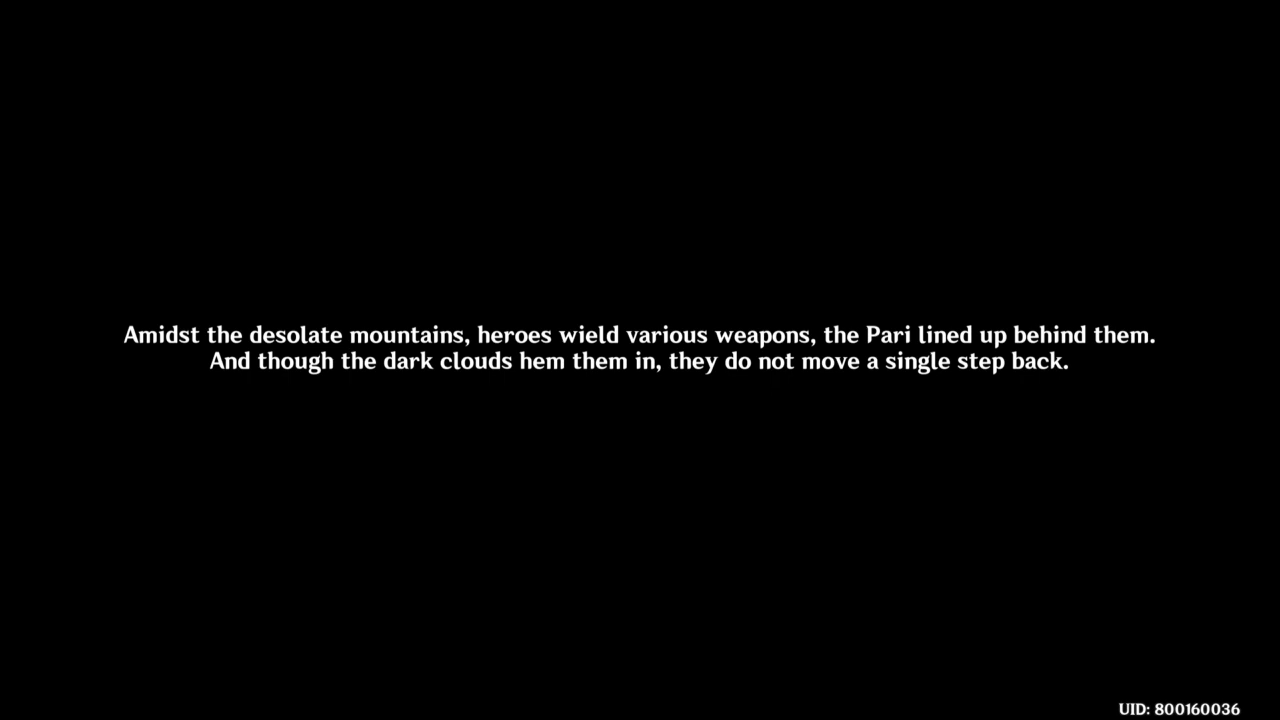 Amidst the desolate mountains, heroes wield various weapons, the Pari lined up behind them.
And though the dark clouds hem them in, they do not move a single step back.
UID: 800160036